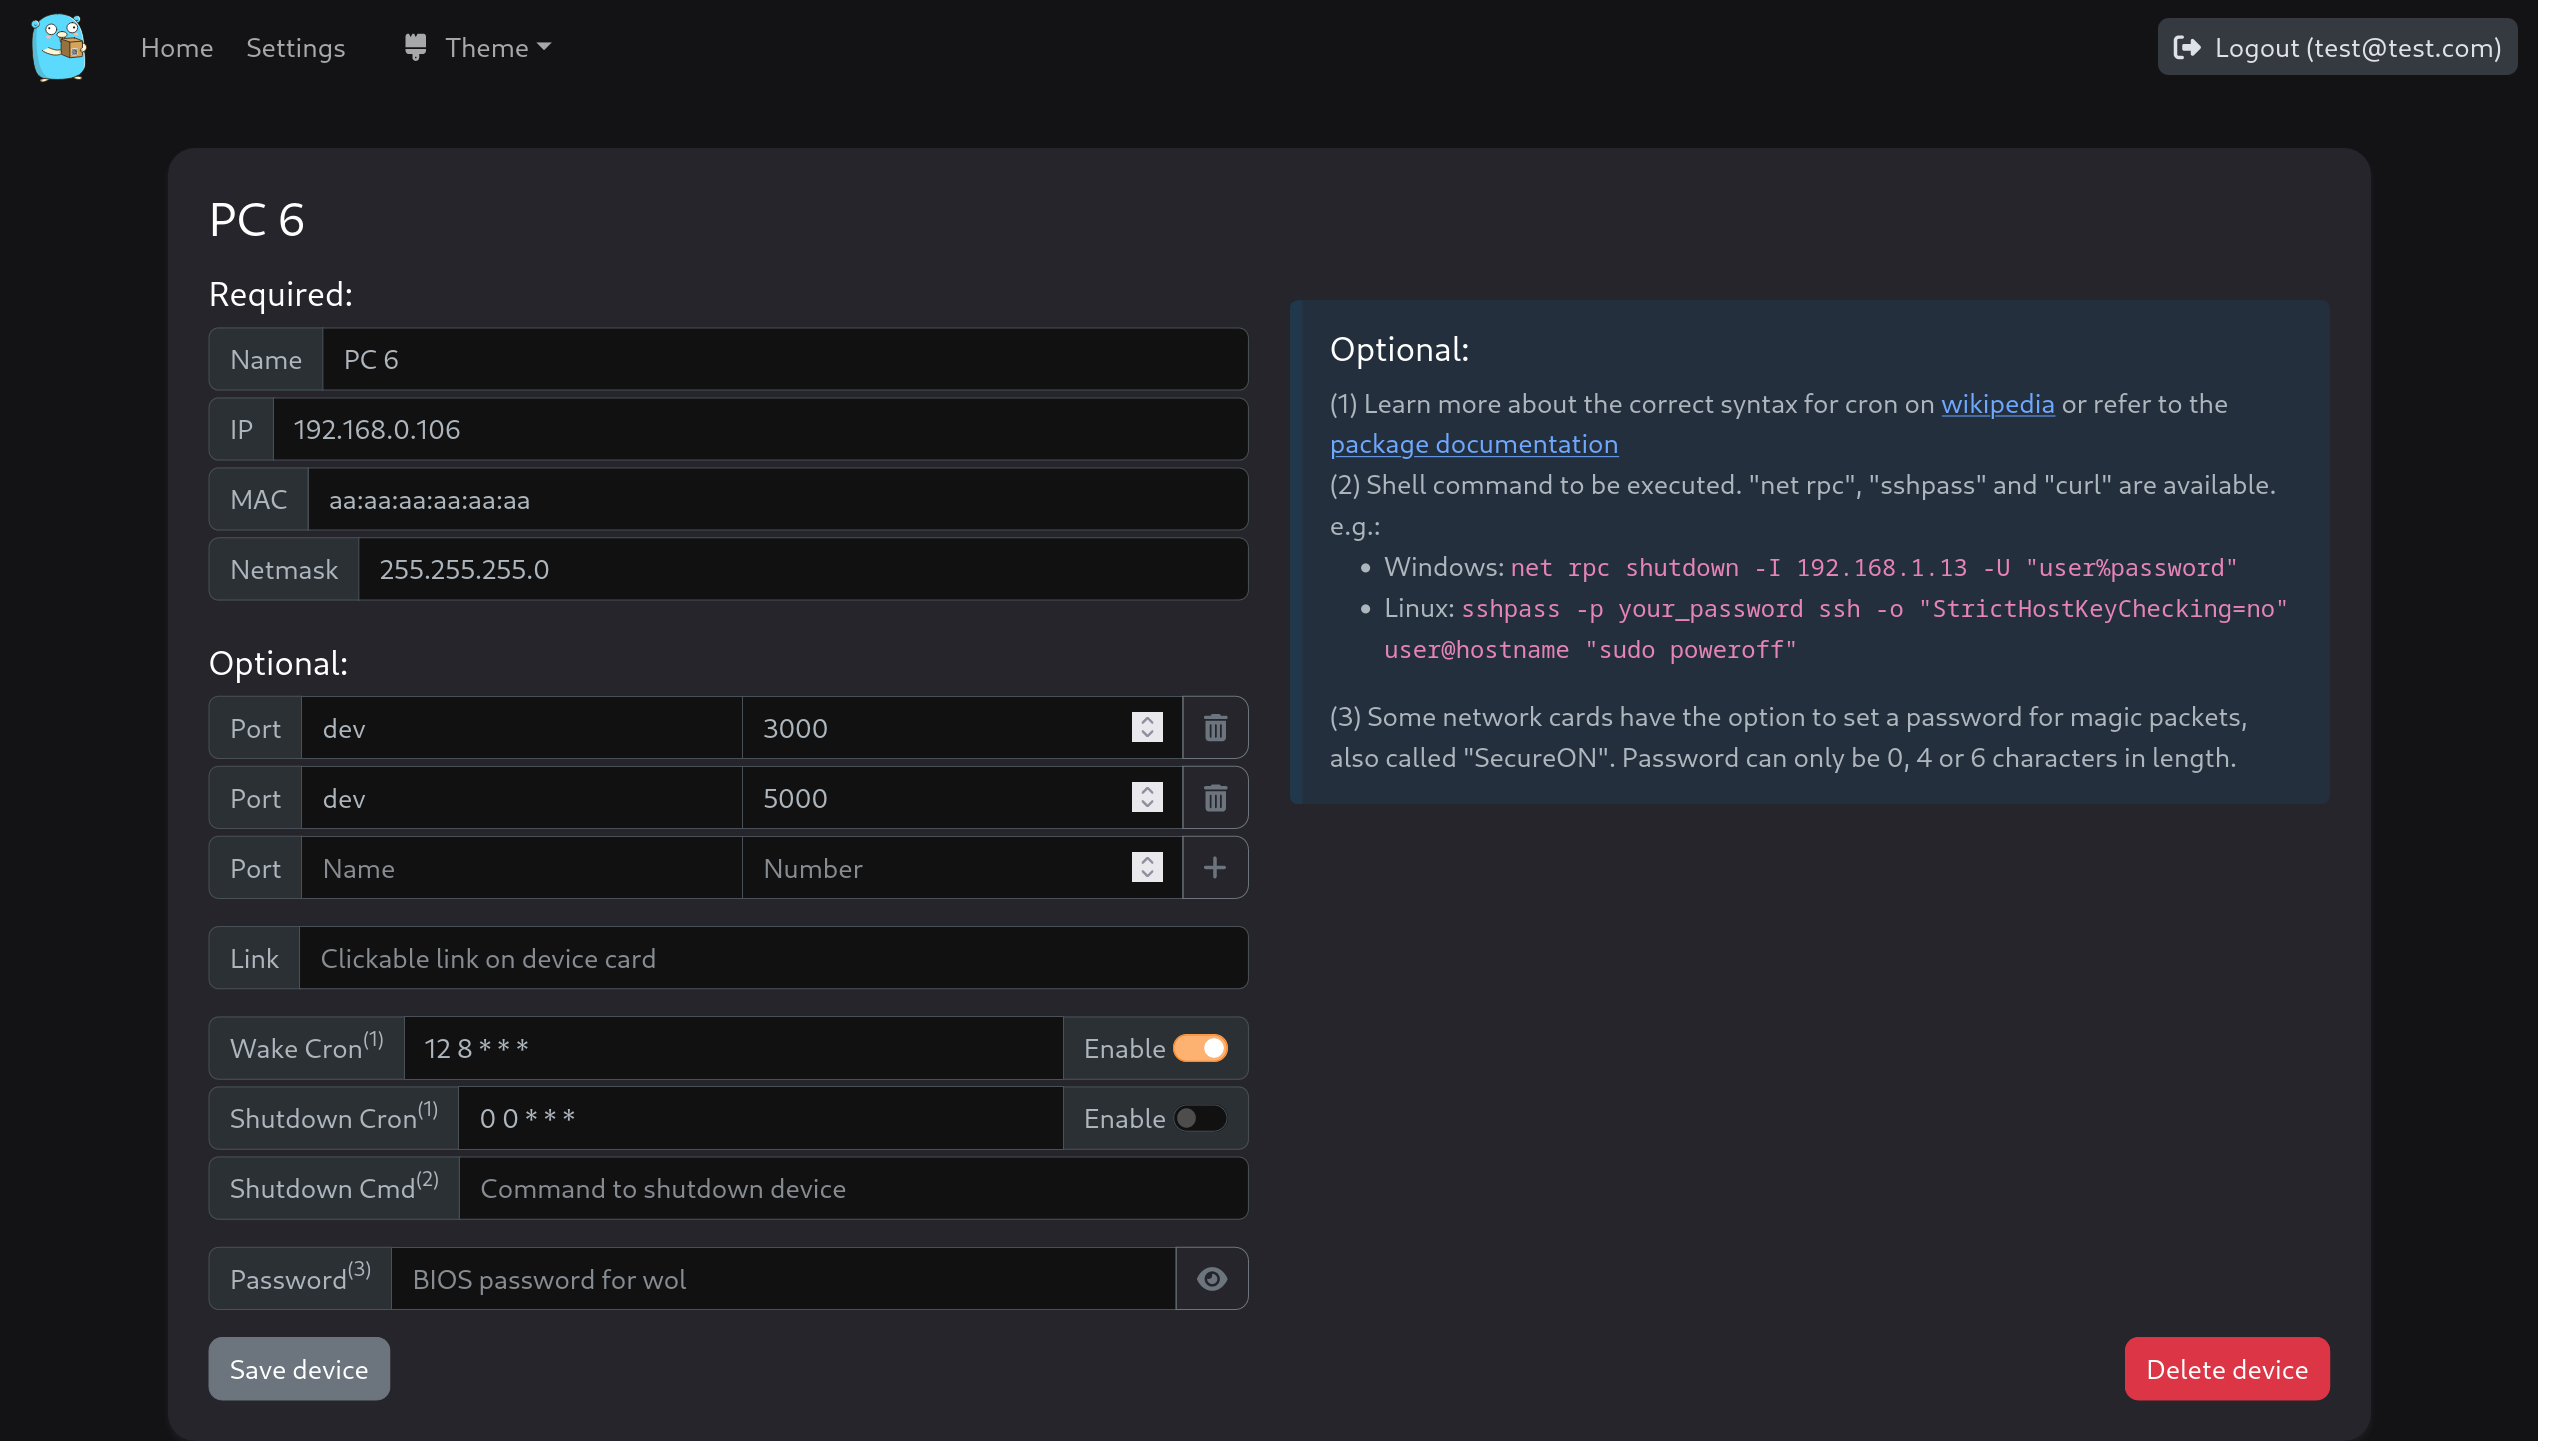 Home Settings Theme Logout (test@test.com)
PC 6
Required:
Name PC 6
IP 192.168.0.106
MAC aa:aa:aa:aa:aa:aa
Netmask 255.255.255.0
Optional:
Port dev 3000
Port dev 5000
Port Name Number
Link Clickable link on device card
Wake Cron(1) 12 8 * * * Enable
Shutdown Cron(1) 0 0 * * * Enable
Shutdown Cmd(2) Command to shutdown device
Password(3) BIOS password for wol
Optional:
(1) Learn more about the correct syntax for cron on wikipedia or refer to the
package documentation
(2) Shell command to be executed. "net rpc", "sshpass" and "curl" are available.
e.g.:
• Windows: net rpc shutdown -I 192.168.1.13 -U "user%password"
• Linux: sshpass -p your_password ssh -o "StrictHostKeyChecking=no"
user@hostname "sudo poweroff"
(3) Some network cards have the option to set a password for magic packets,
also called "SecureON". Password can only be 0, 4 or 6 characters in length.
Save device Delete device